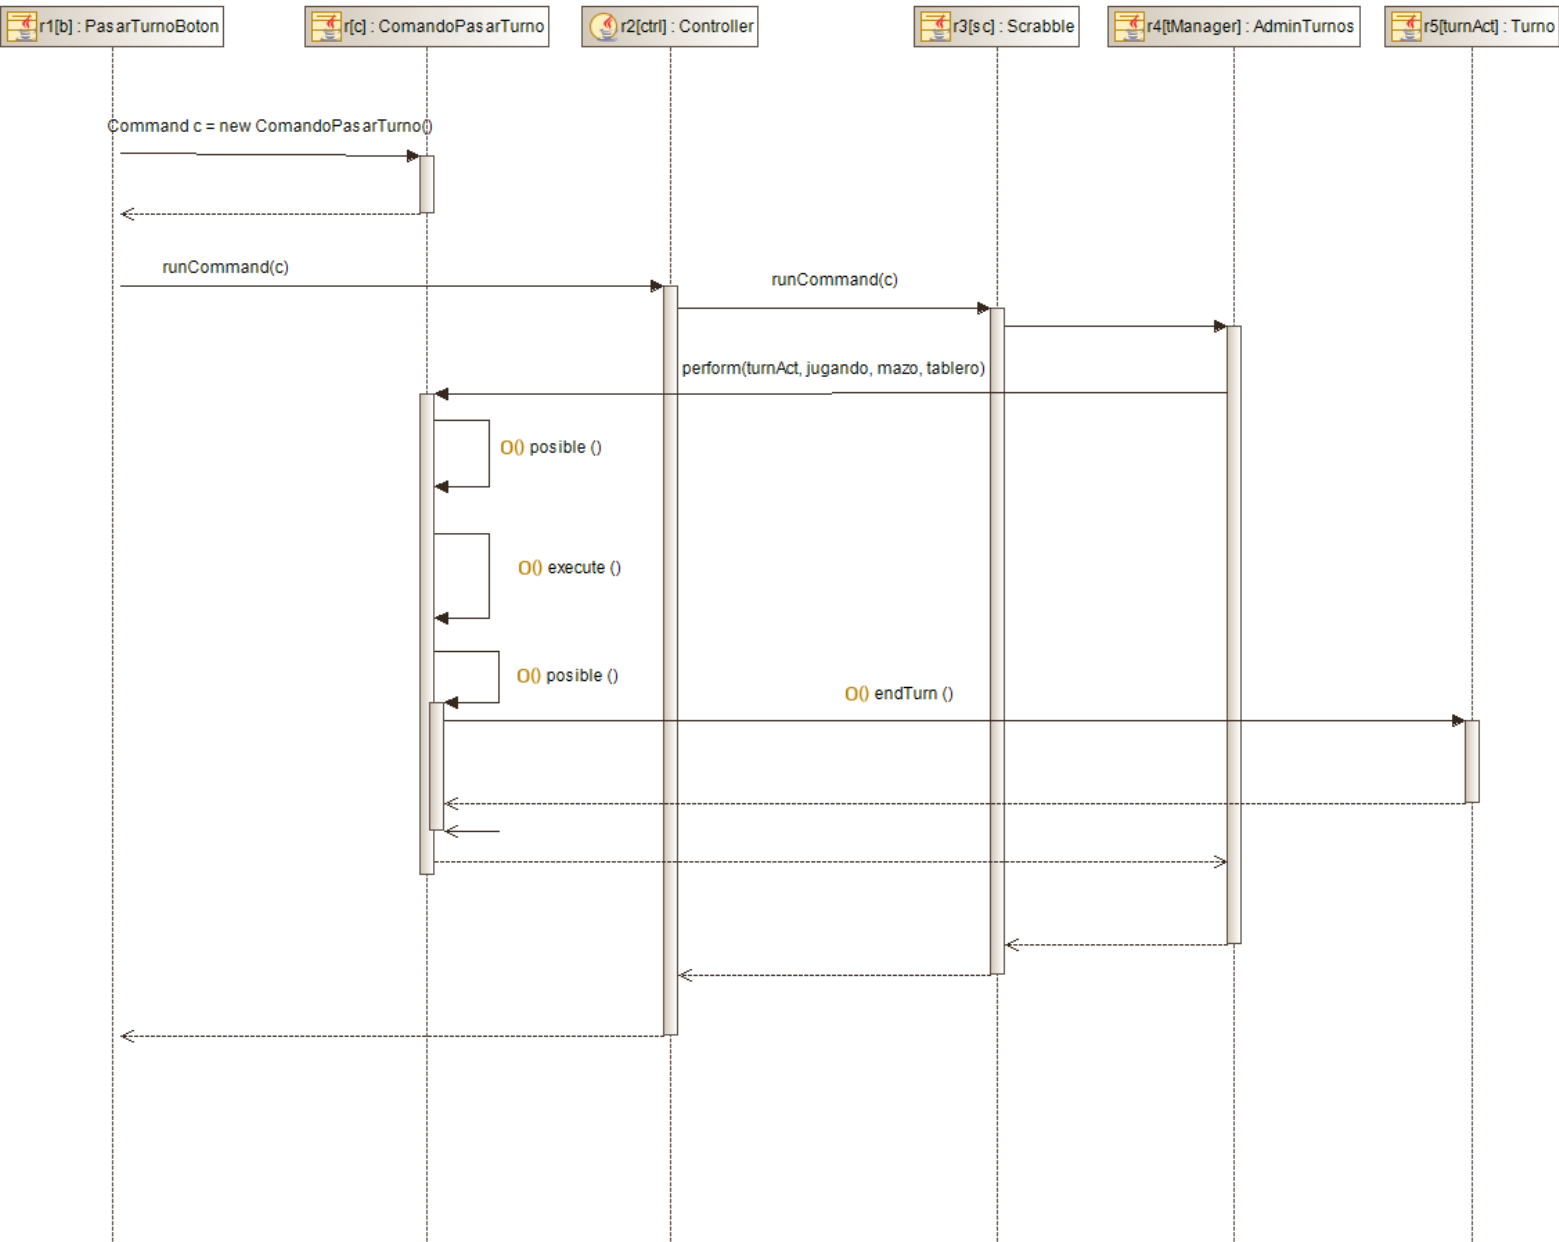 r1[b] : PasarTurnoBoton
r[c] : ComandoPasarTurno
r2[ctrl] : Controller
r3[sc] : Scrabble
r4[tManager] : AdminTurnos
r5[turnAct] : Turno
Command c = new ComandoPasarTurno()
runCommand(c)
runCommand(c)
perform(turnAct, jugando, mazo, tablero)
O() posible ()
O() execute ()
O() posible ()
O() endTurn ()